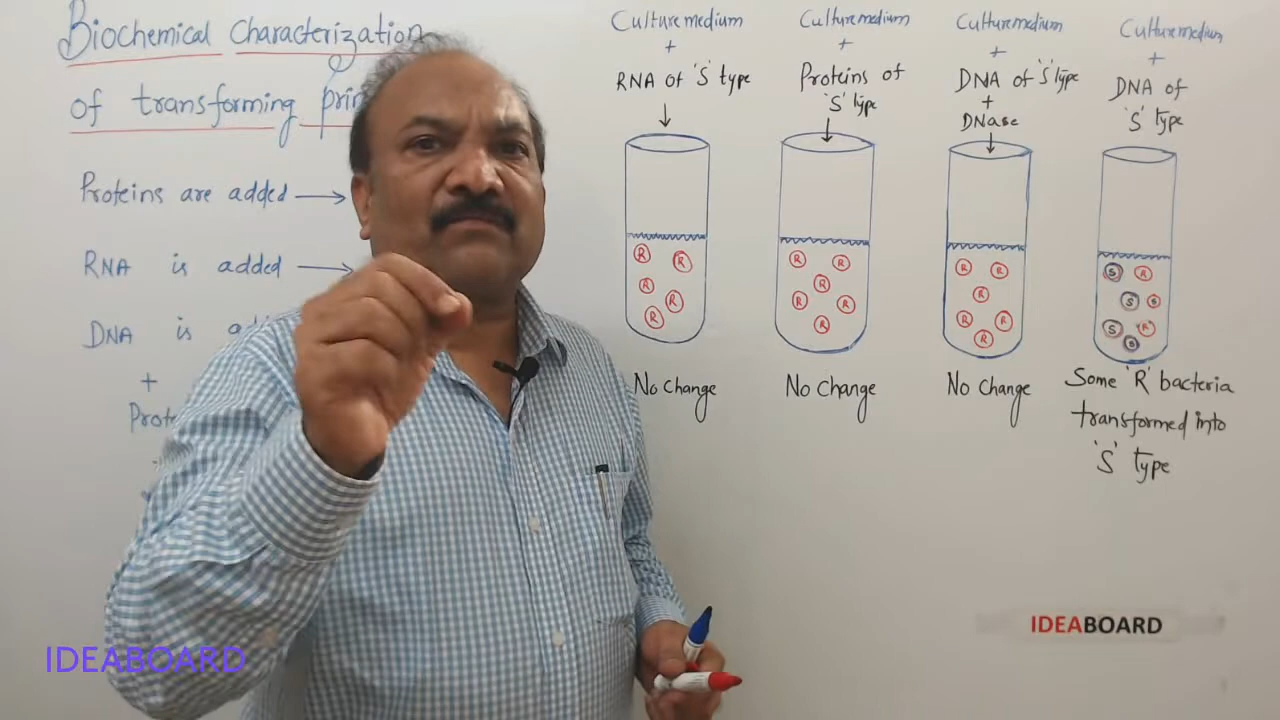 Biochemical Characterization
of transforming prin
Proteins are added
RNA is added
DNA is
+
Prote
Culture medium
+
RNA of 'S' type
R R
R R
R
No change
Culture medium
+
Proteins of
'S' type
R R
R
R R
R
No change
Culture medium
+
DNA of 'S' type
+
DNase
R R
R
R R
R
No change
Culture medium
+
DNA of
'S' type
S R
S S
S R
S
Some 'R' bacteria
transformed into
'S' type
IDEABOARD
IDEABOARD